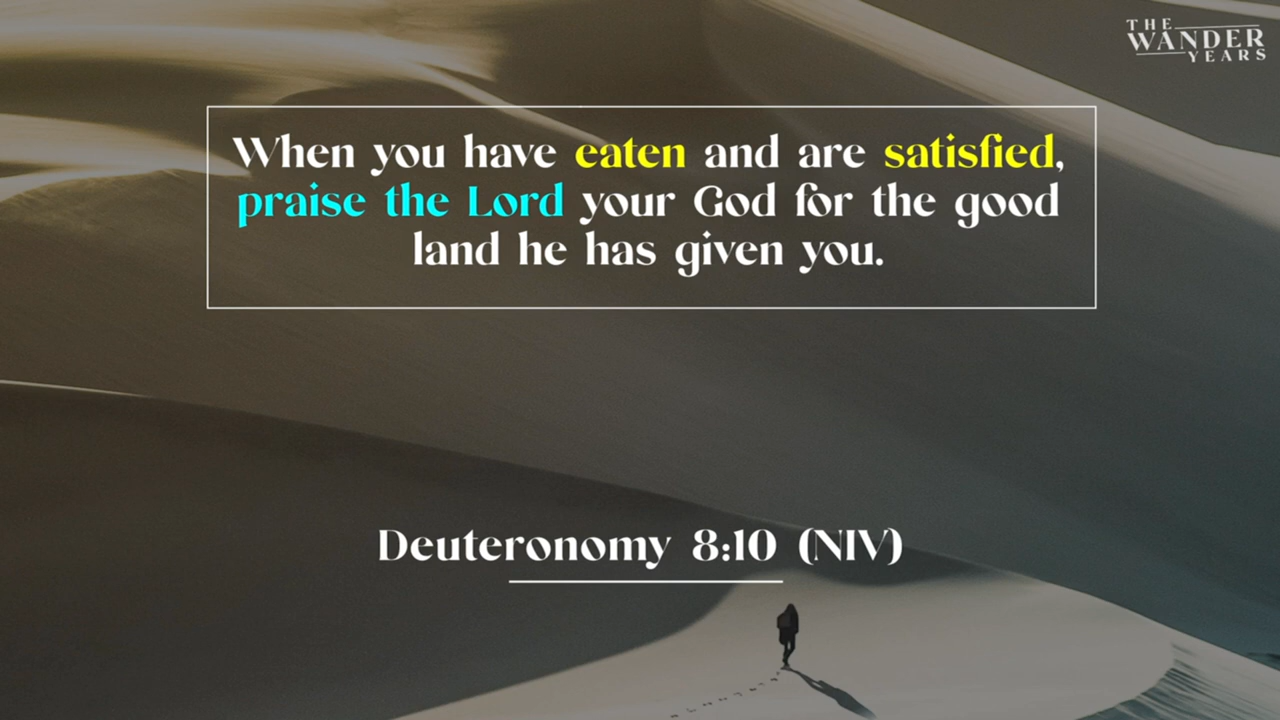 THE
WANDER
YEARS
When you have eaten and are satisfied,
praise the Lord your God for the good
land he has given you.
Deuteronomy 8:10 (NIV)